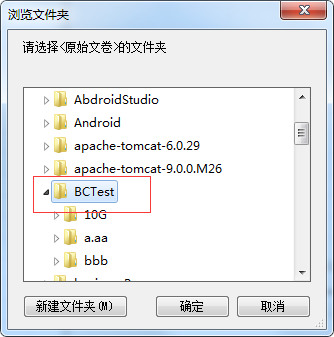 浏览文件夹
请选择<原始文卷>的文件夹
AbdroidStudio
Android
apache-tomcat-6.0.29
apache-tomcat-9.0.0.M26
BCTest
10G
a.aa
bbb
新建文件夹(M)
确定
取消